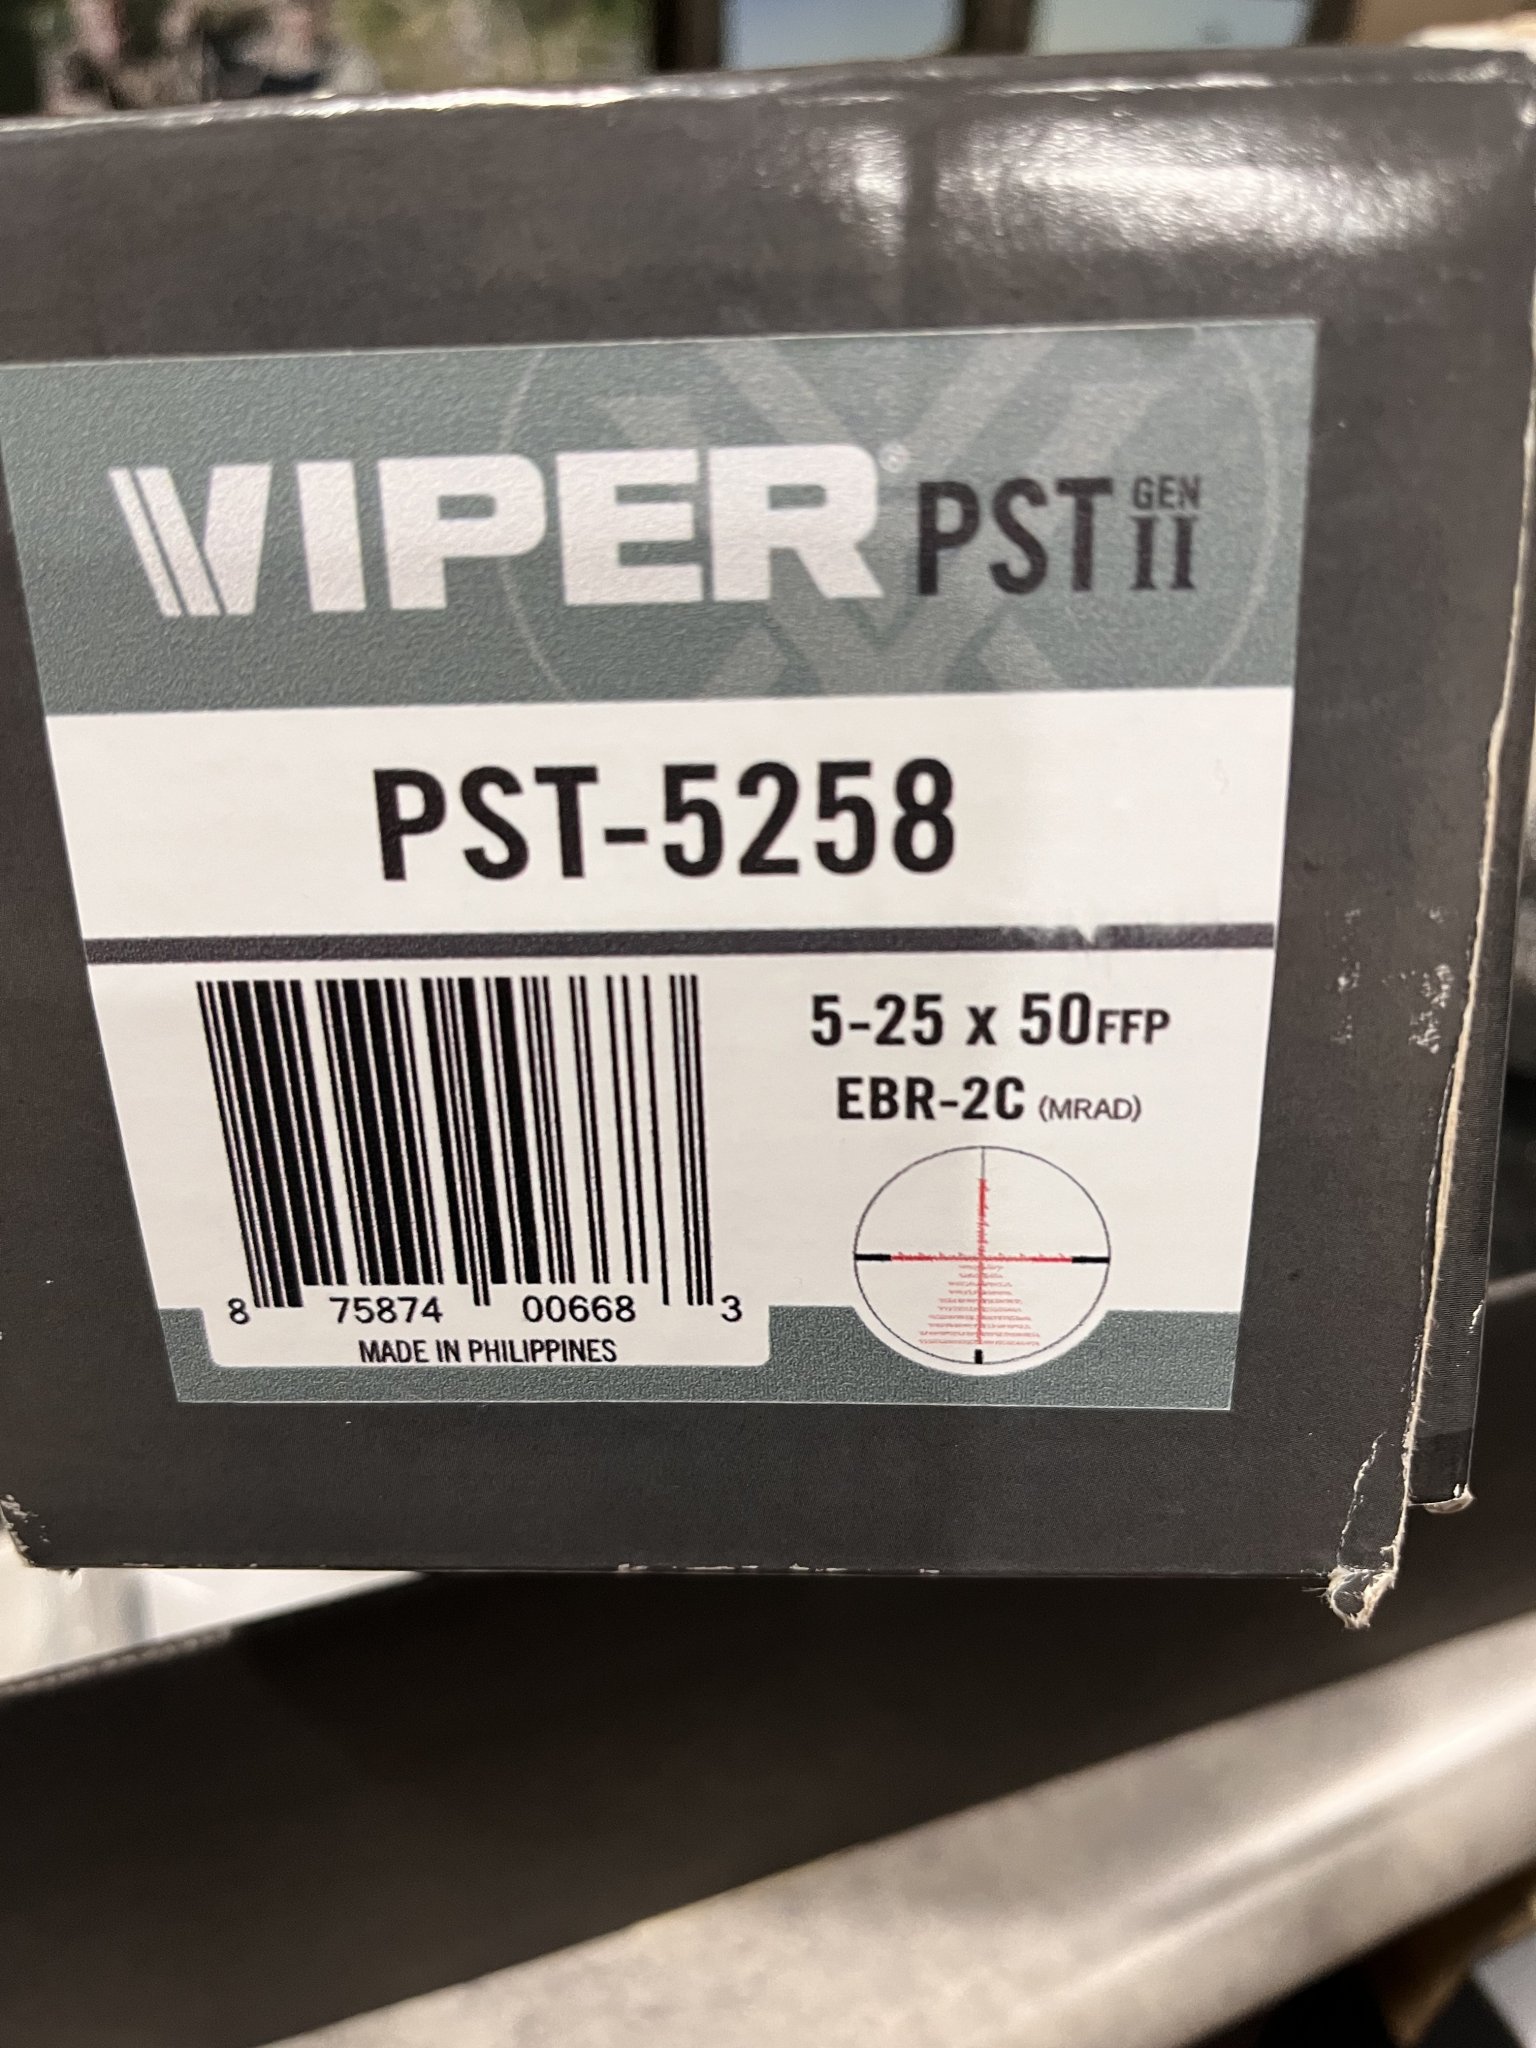 VIPER® PST GEN II
PST-5258
5-25 x 50FFP
EBR-2C (MRAD)
8 75874 00668 3
MADE IN PHILIPPINES